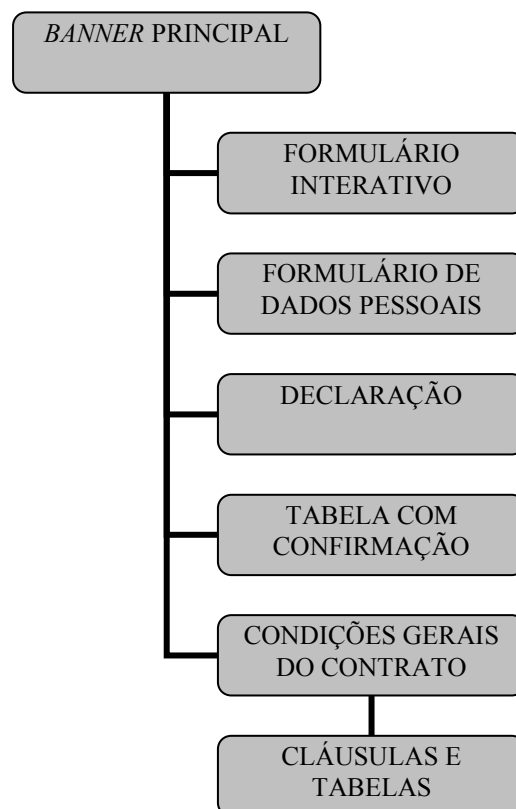 BANNER PRINCIPAL
FORMULÁRIO
INTERATIVO
FORMULÁRIO DE
DADOS PESSOAIS
DECLARAÇÃO
TABELA COM
CONFIRMAÇÃO
CONDIÇÕES GERAIS
DO CONTRATO
CLÁUSULAS E
TABELAS